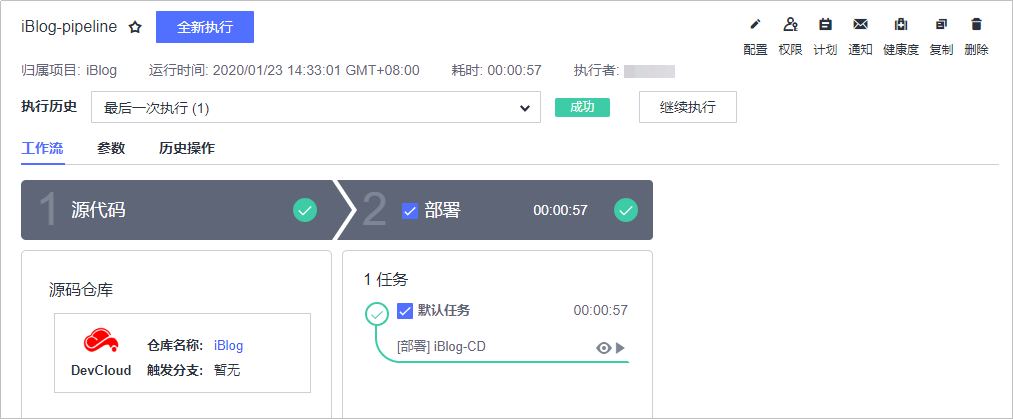 iBlog-pipeline 全新执行
配置 权限 计划 通知 健康度 复制 删除
归属项目: iBlog 运行时间: 2020/01/23 14:33:01 GMT+08:00 耗时: 00:00:57 执行者:
执行历史 最后一次执行 (1) 成功 继续执行
工作流 参数 历史操作
1 源代码 2 部署 00:00:57
源码仓库
DevCloud
仓库名称: iBlog
触发分支: 暂无
1 任务
默认任务 00:00:57
[部署] iBlog-CD